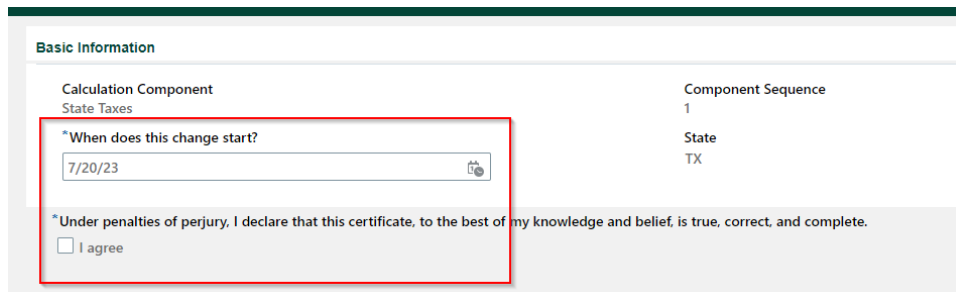 Basic Information
Calculation Component
State Taxes
Component Sequence
1
*When does this change start?
7/20/23
State
TX
*Under penalties of perjury, I declare that this certificate, to the best of my knowledge and belief, is true, correct, and complete.
I agree